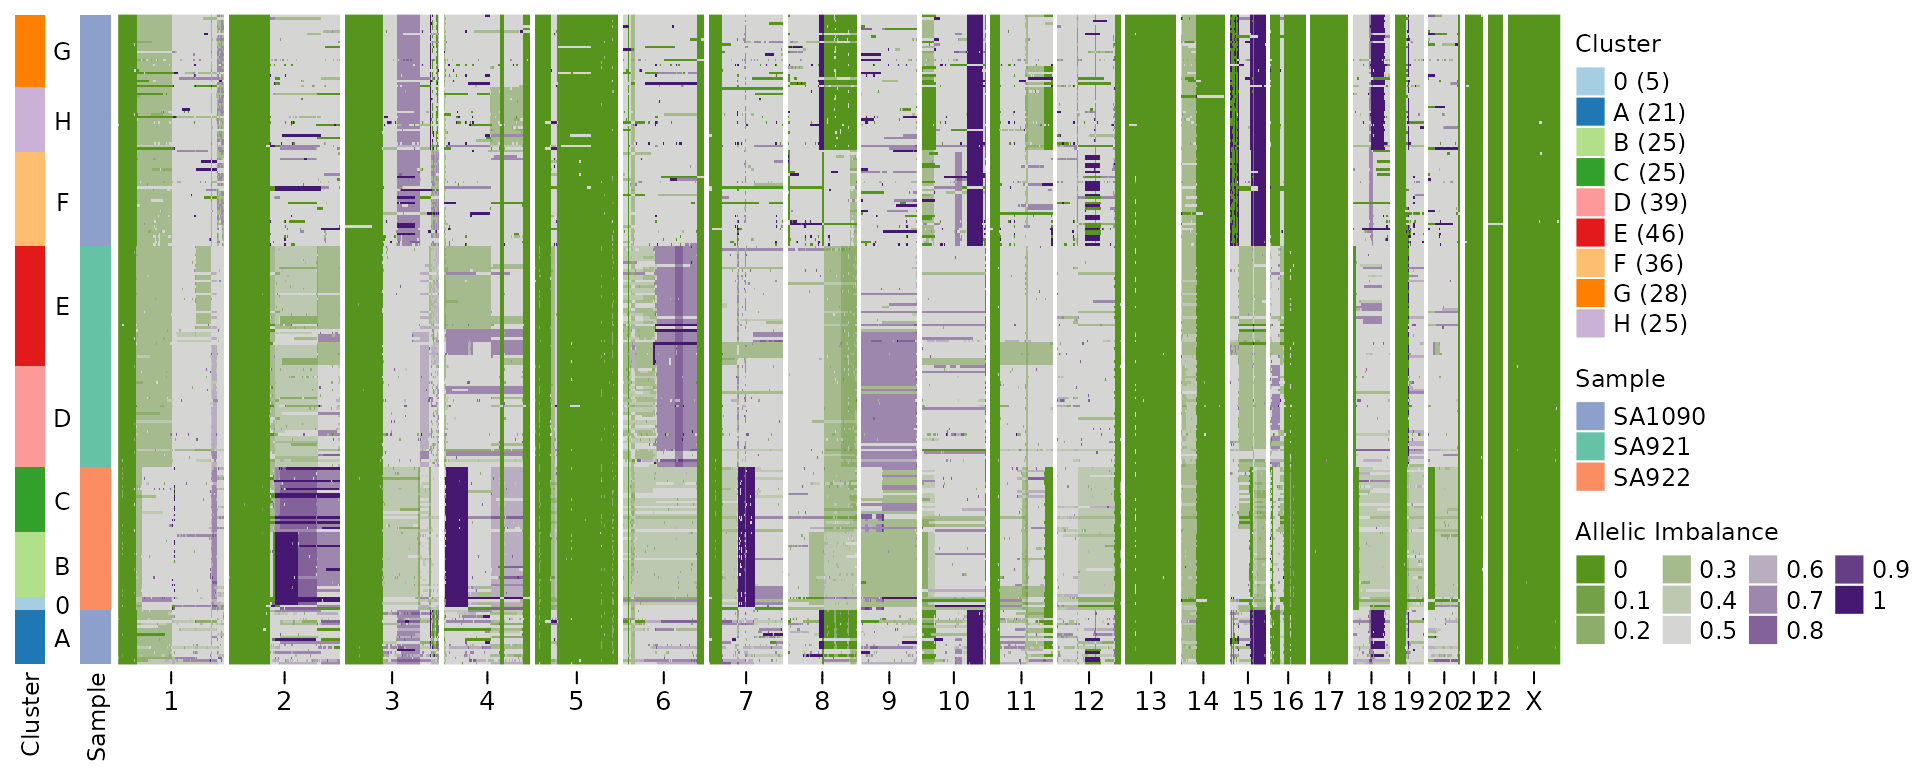 G
H
F
E
D
C
B
0
A
Cluster
Sample
1
2
3
4
5
6
7
8
9
10
11
12
13
14
15
16
17
18
19
20
21
22
X
Cluster
0 (5)
A (21)
B (25)
C (25)
D (39)
E (46)
F (36)
G (28)
H (25)
Sample
SA1090
SA921
SA922
Allelic Imbalance
0 0.3 0.6 0.9
0.1 0.4 0.7 1
0.2 0.5 0.8